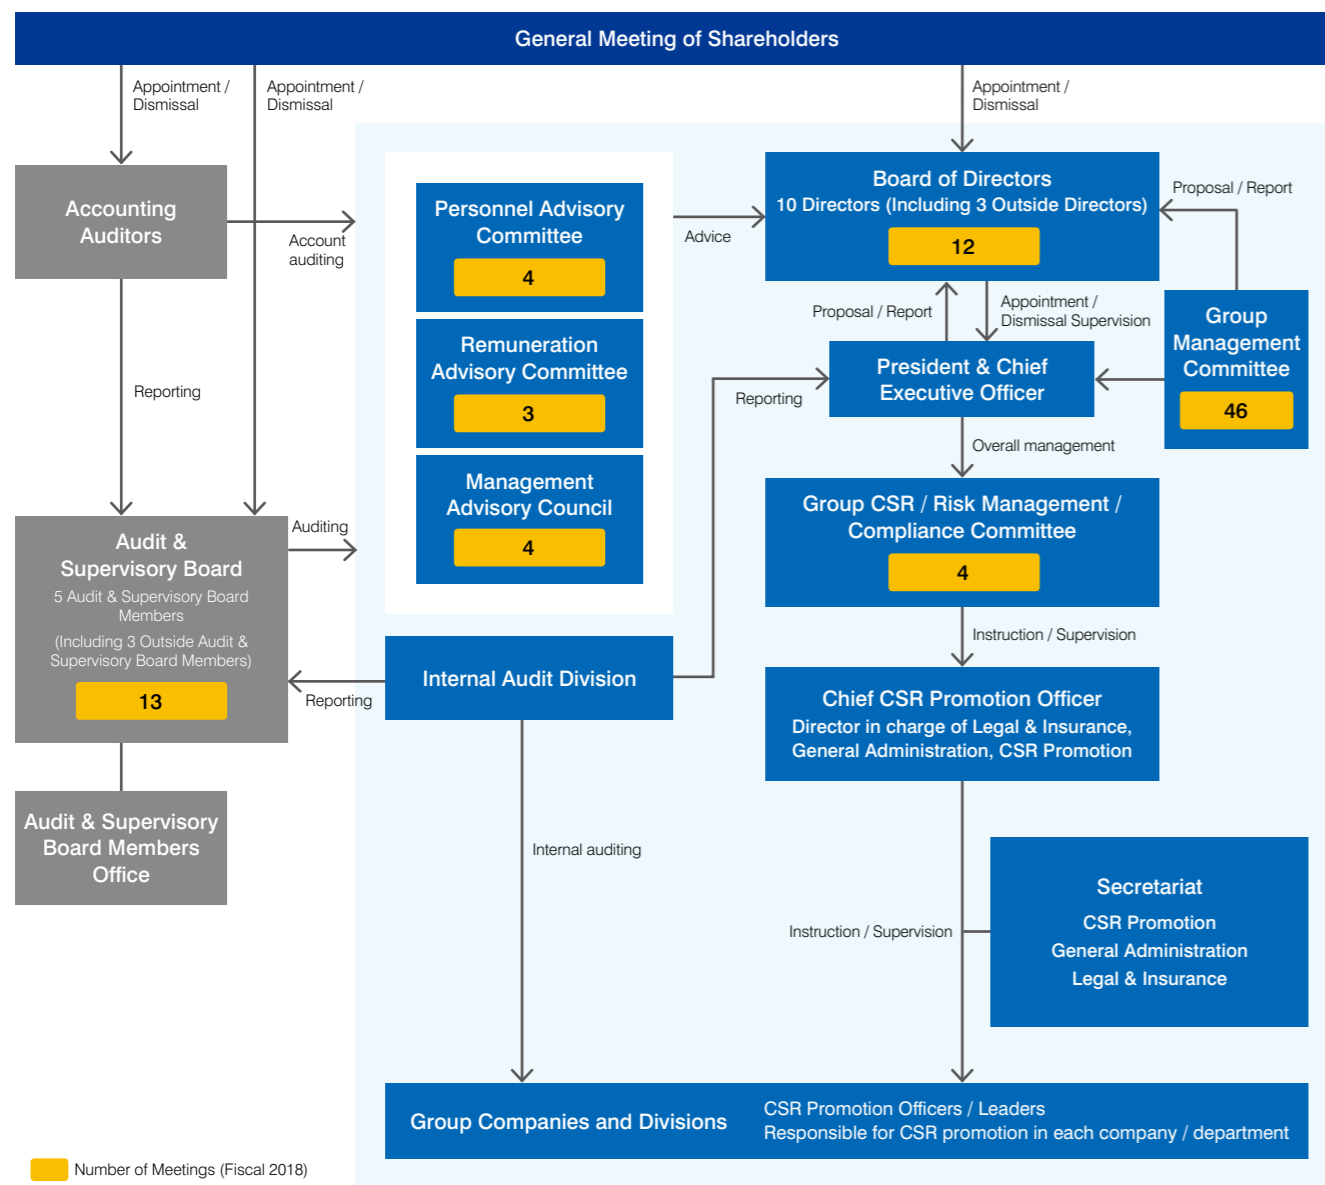 General Meeting of Shareholders
Appointment /
Dismissal
Appointment /
Dismissal
Appointment /
Dismissal
Accounting
Auditors
Account
auditing
Reporting
Personnel Advisory
Committee
4
Remuneration
Advisory Committee
3
Management
Advisory Council
4
Advice
Board of Directors
10 Directors (Including 3 Outside Directors)
12
Proposal / Report
Proposal / Report
Appointment /
Dismissal Supervision
Group
Management
Committee
46
President & Chief
Executive Officer
Reporting
Overall management
Group CSR / Risk Management /
Compliance Committee
4
Auditing
Audit &
Supervisory Board
5 Audit & Supervisory Board
Members
(Including 3 Outside Audit &
Supervisory Board Members)
13
Reporting
Internal Audit Division
Instruction / Supervision
Chief CSR Promotion Officer
Director in charge of Legal & Insurance,
General Administration, CSR Promotion
Audit & Supervisory
Board Members
Office
Internal auditing
Instruction / Supervision
Secretariat
CSR Promotion
General Administration
Legal & Insurance
Group Companies and Divisions
CSR Promotion Officers / Leaders
Responsible for CSR promotion in each company / department
Number of Meetings (Fiscal 2018)